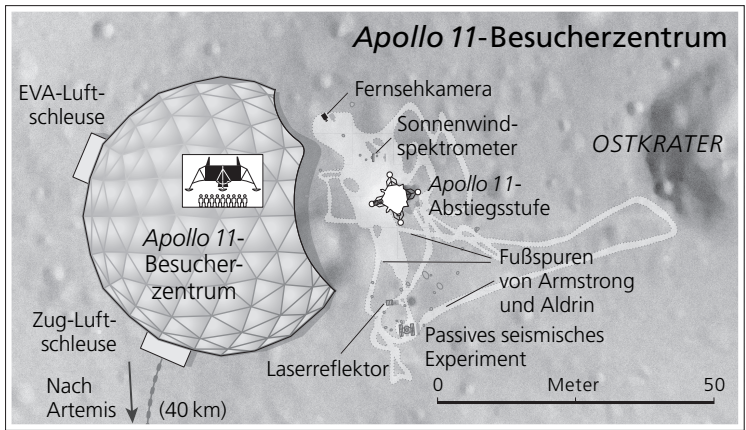 Apollo 11-Besucherzentrum
EVA-Luft-
schleuse
Fernsehkamera
Sonnenwind-
spektrometer
OSTKRATER
Apollo 11-
Abstiegsstufe
Apollo 11-
Besucher-
zentrum
Fußspuren
von Armstrong
und Aldrin
Zug-Luft-
schleuse
Passives seismisches
Experiment
Laserreflektor
Nach
Artemis
(40 km)
0 Meter 50